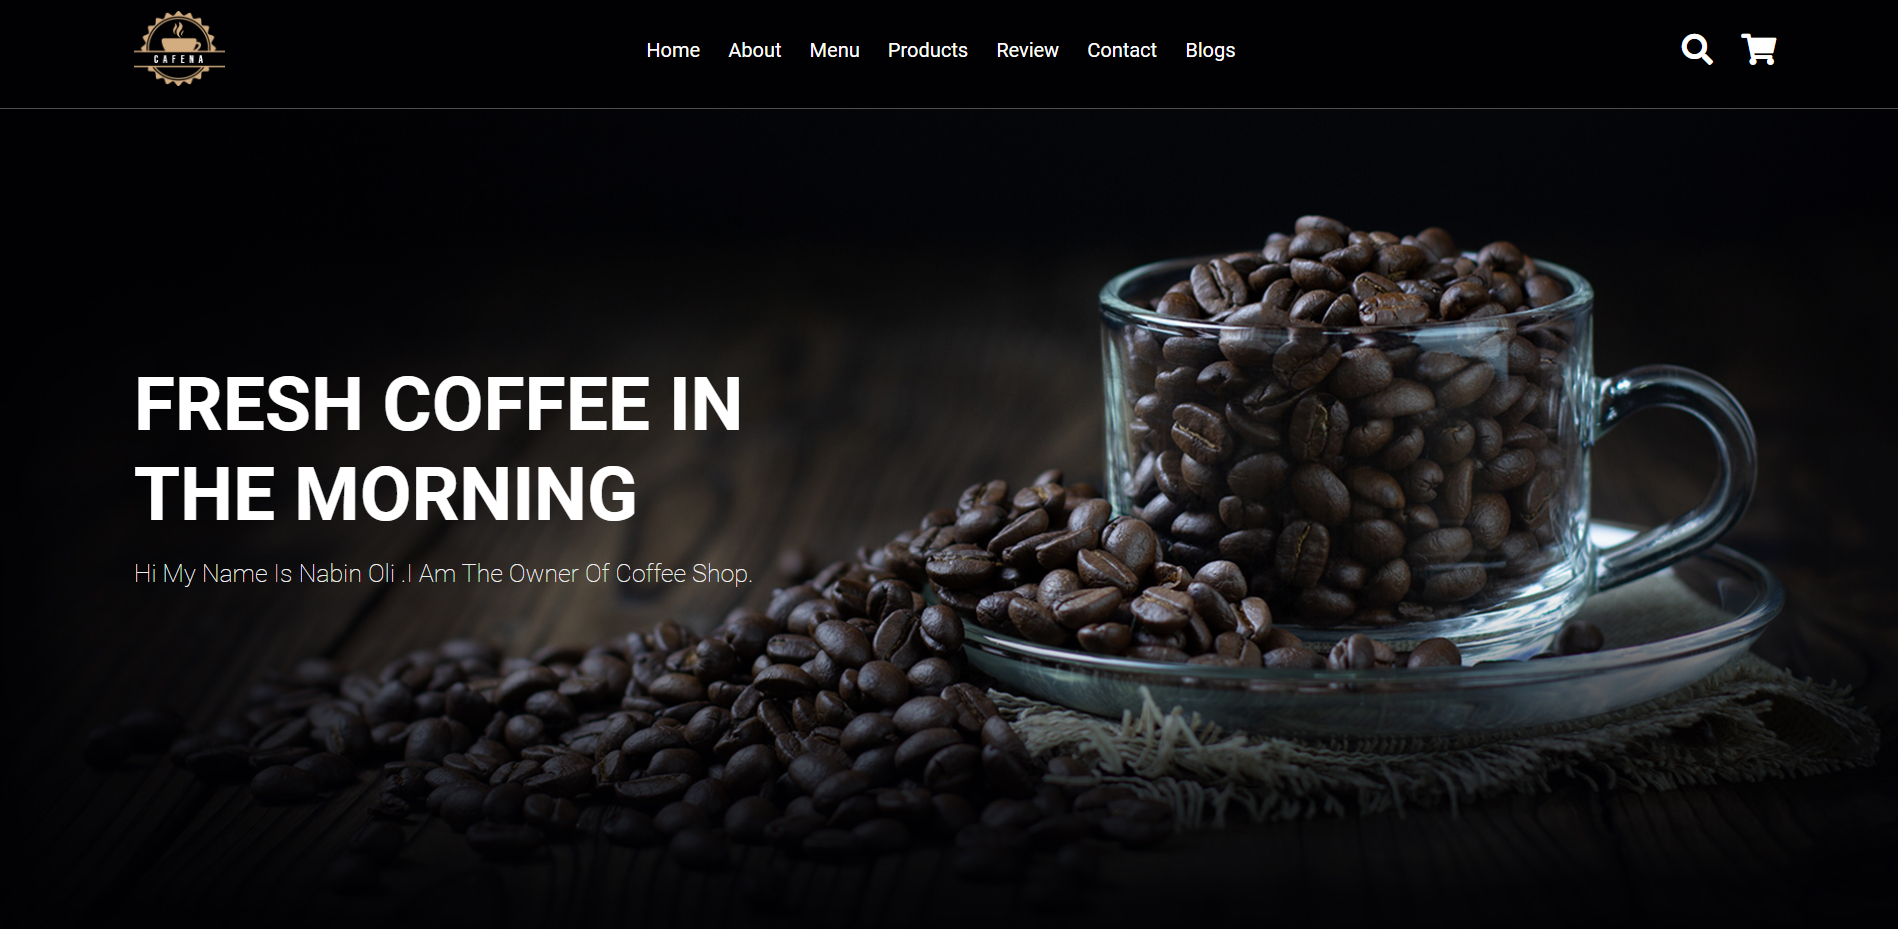 CAFENA
Home About Menu Products Review Contact Blogs
FRESH COFFEE IN
THE MORNING
Hi My Name Is Nabin Oli .I Am The Owner Of Coffee Shop.